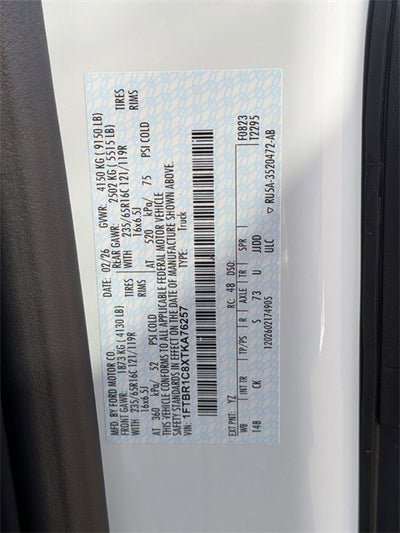 MFD. BY FORD MOTOR CO.
DATE: 02/26 GVWR: 4150 KG ( 9150 LB)
FRONT GAWR: 1873 KG ( 4130 LB) REAR GAWR: 2502 KG ( 5515 LB)
WITH 235/65R16C 121/119R TIRES WITH 235/65R16C 121/119R TIRES
16x6.5J RIMS 16x6.5J RIMS
AT 360 kPa/ 52 PSI COLD AT 520 kPa/ 75 PSI COLD
THIS VEHICLE CONFORMS TO ALL APPLICABLE FEDERAL MOTOR VEHICLE
SAFETY STANDARDS IN EFFECT ON THE DATE OF MANUFACTURE SHOWN ABOVE.
VIN: 1FTBR1C8XTKA76257 TYPE: Truck
F0823
T2295
EXT PNT: YZ RC: 48 DSO:
WB INT TR TP/PS R AXLE TR SPR
148 CK S 73 U JJDD
ULC
1202602174905 RU5A-3520472-AB